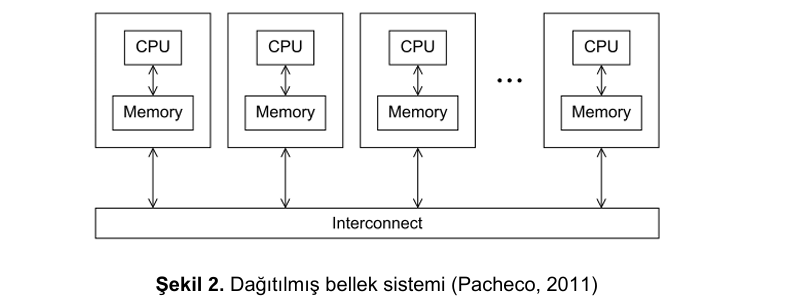 CPU CPU CPU CPU
...
Memory Memory Memory Memory
Interconnect
Şekil 2. Dağıtılmış bellek sistemi (Pacheco, 2011)